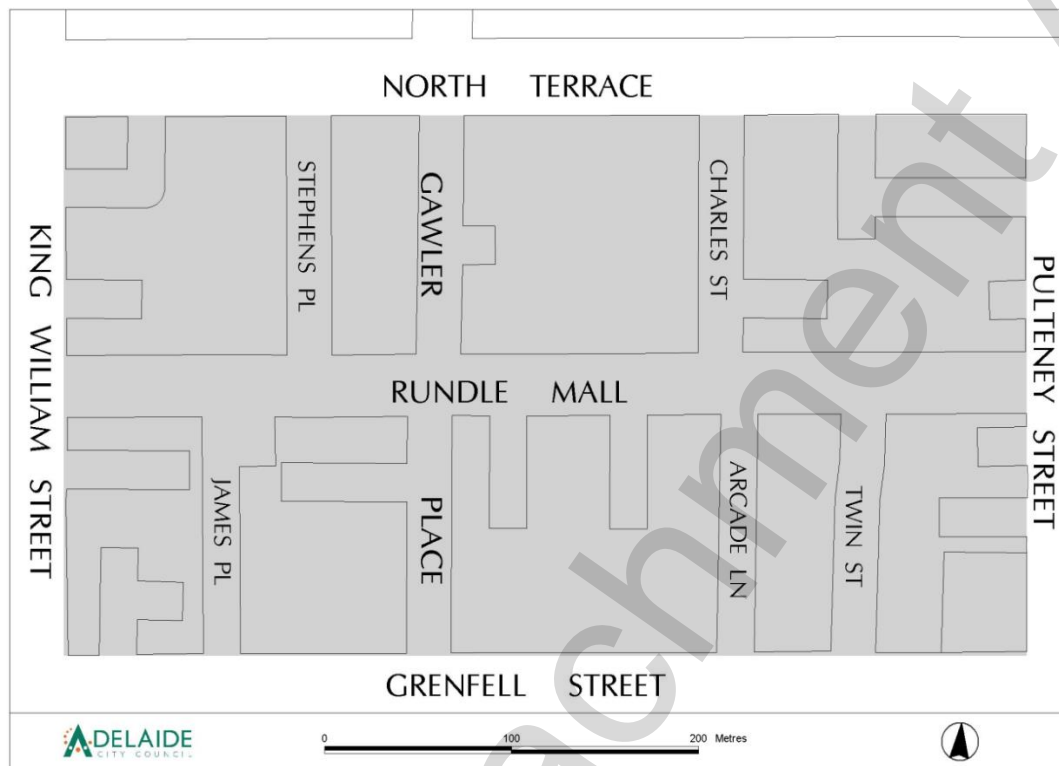 NORTH TERRACE
STEPHENS PL
GAWLER
CHARLES ST
KING WILLIAM STREET
PULTENEY STREET
RUNDLE MALL
JAMES PL
PLACE
ARCADE LN
TWIN ST
GRENFELL STREET
ADELAIDE
CITY COUNCIL
0 100 200 Metres
achment